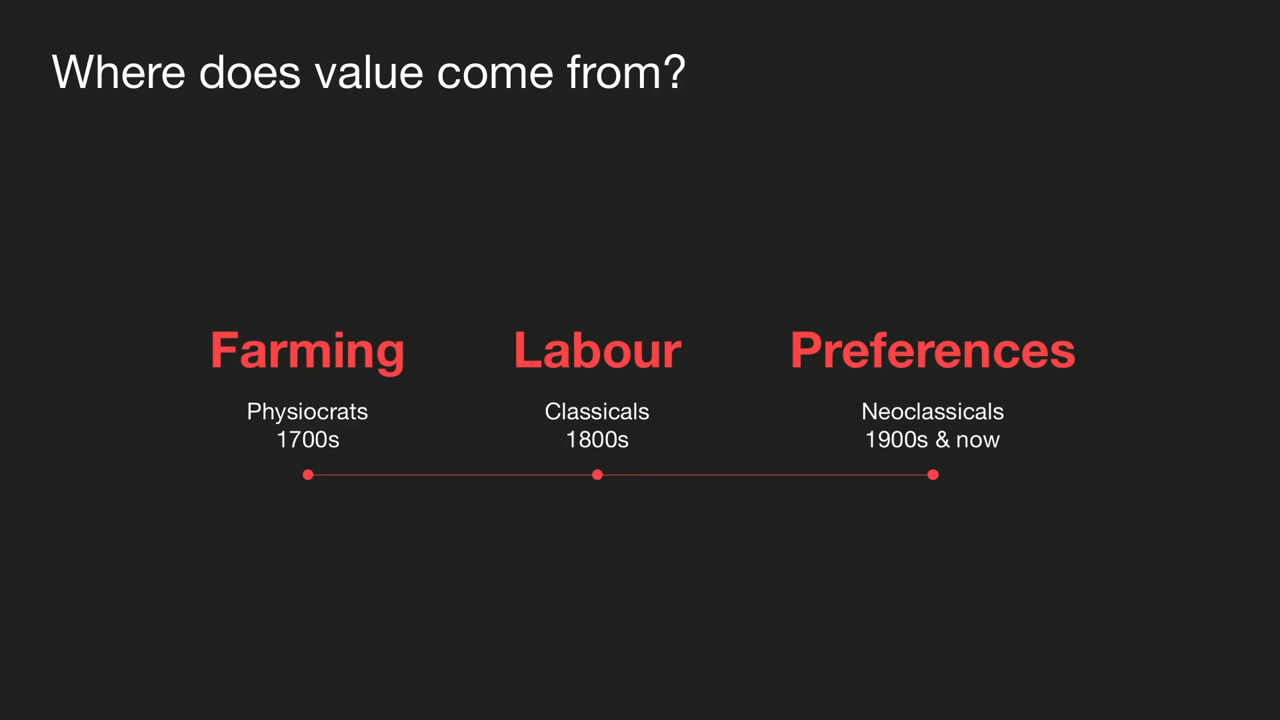 Where does value come from?
Farming
Labour
Preferences
Physiocrats
1700s
Classicals
1800s
Neoclassicals
1900s & now